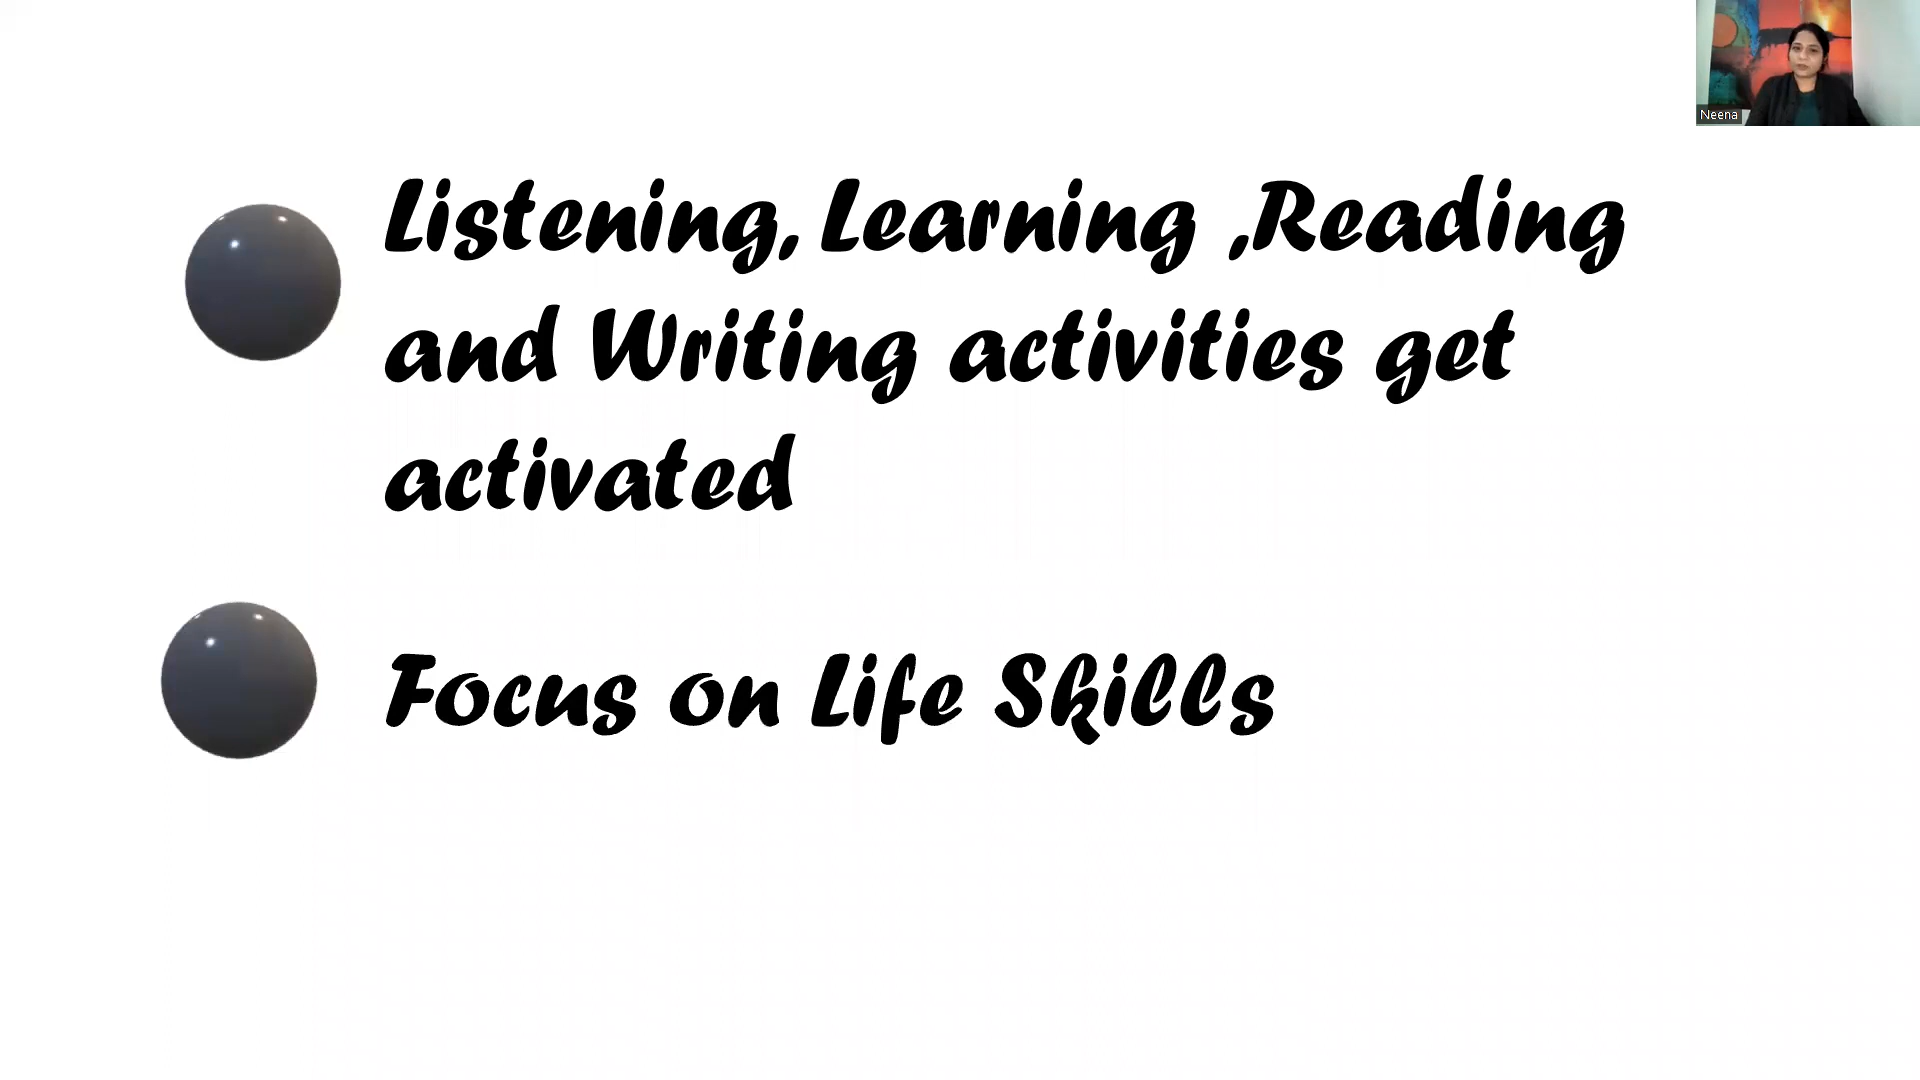 Neena
Listening, Learning ,Reading
and Writing activities get
activated
Focus on Life Skills